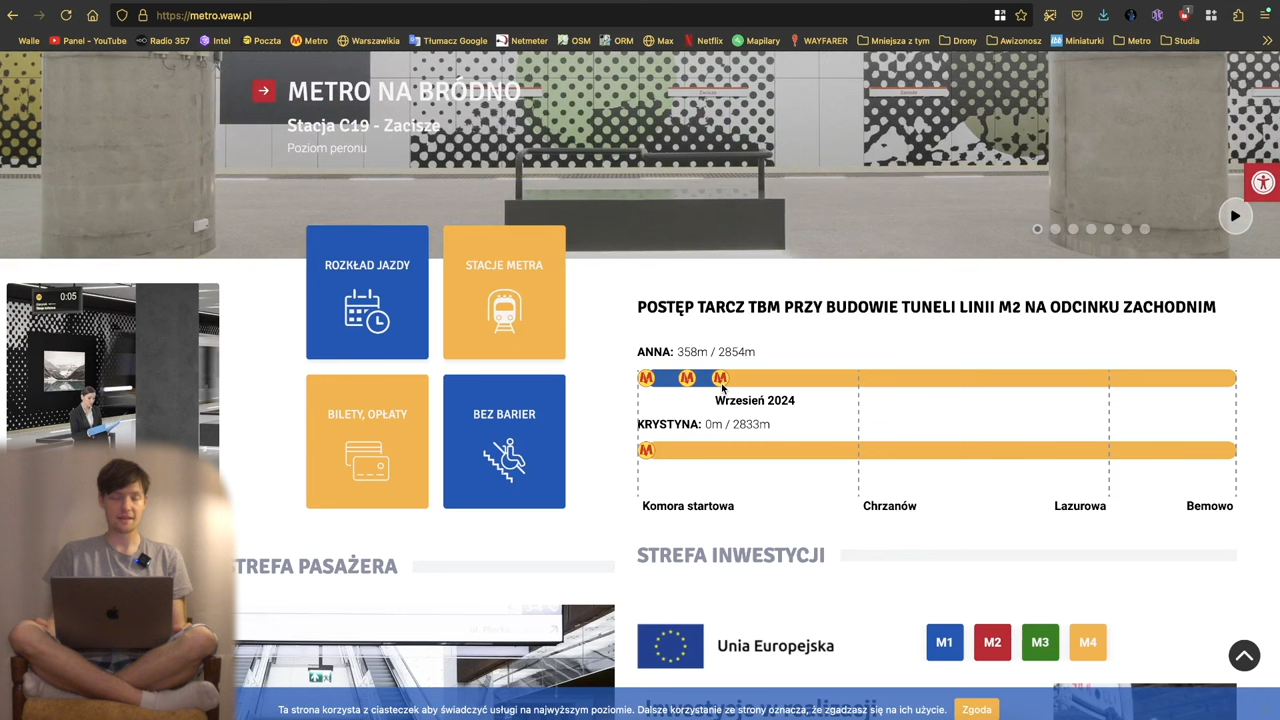 https://metro.waw.pl
1
Walle
Panel - YouTube
Radio 357
Intel
Poczta
Metro
Warszawikia
Tłumacz Google
Netmeter
OSM
ORM
Max
Netflix
Mapilary
WAYFARER
Mniejsza z tym
Drony
Awizonosz
Miniaturki
Metro
Studia
METRO NA BRÓDNO
Stacja C19 - Zacisze
Poziom peronu
Zacisze
Zacisze
0:05
ROZKŁAD JAZDY
STACJE METRA
BILETY, OPŁATY
BEZ BARIER
POSTĘP TARCZ TBM PRZY BUDOWIE TUNELI LINII M2 NA ODCINKU ZACHODNIM
ANNA: 358m / 2854m
Wrzesień 2024
KRYSTYNA: 0m / 2833m
Komora startowa
Chrzanów
Lazurowa
Bemowo
STREFA PASAŻERA
STREFA INWESTYCJI
Unia Europejska
M1
M2
M3
M4
Ta strona korzysta z ciasteczek aby świadczyć usługi na najwyższym poziomie. Dalsze korzystanie ze strony oznacza, że zgadzasz się na ich użycie.
Zgoda